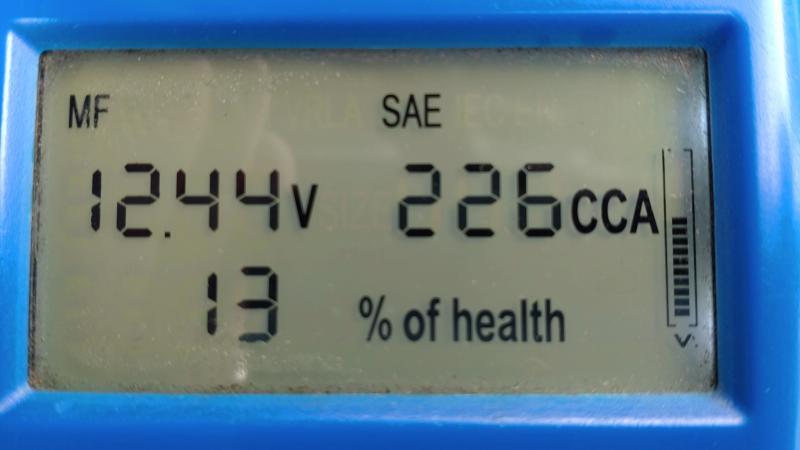 MF SAE
12.44V 226CCA
13 % of health